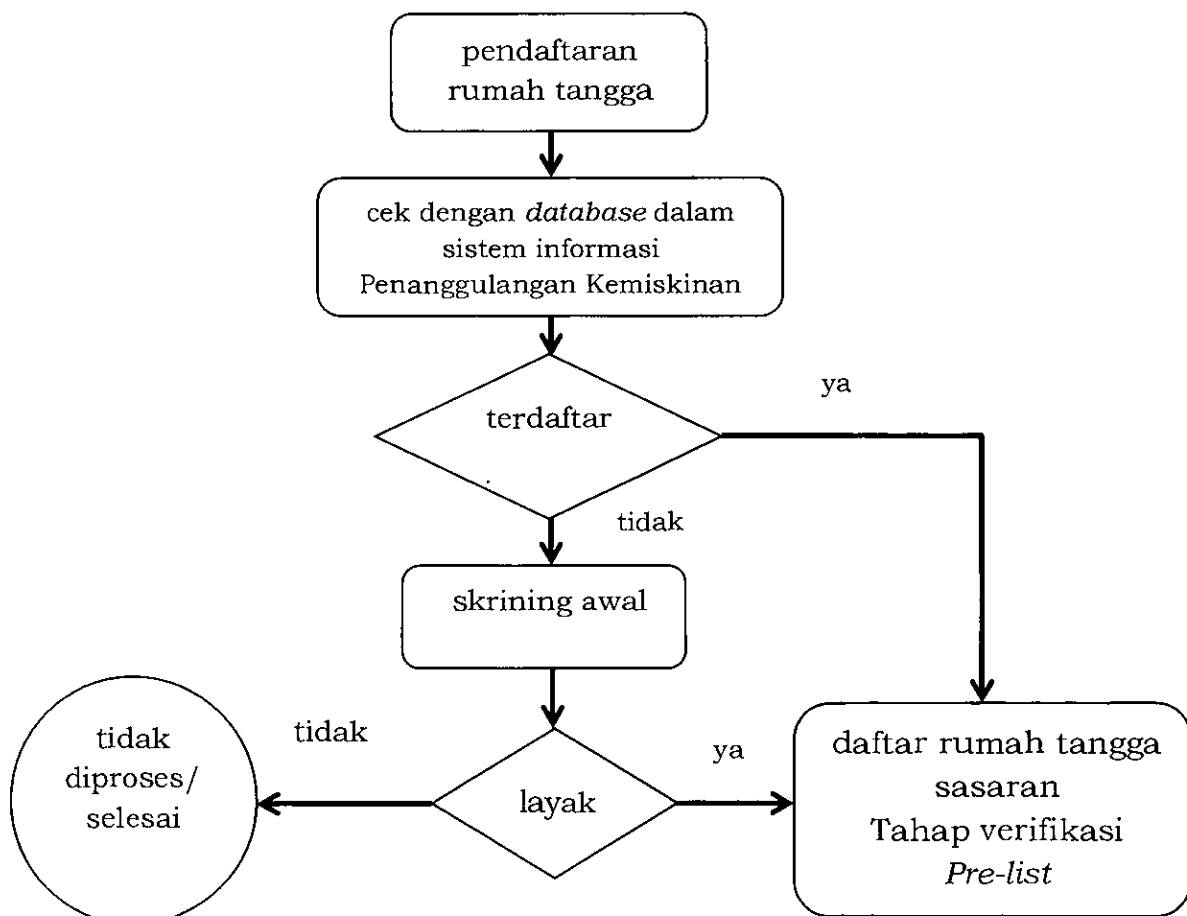 pendaftaran
rumah tangga
cek dengan database dalam
sistem informasi
Penanggulangan Kemiskinan
terdaftar
ya
tidak
skrining awal
tidak
diproses/
selesai
tidak
layak
ya
daftar rumah tangga
sasaran
Tahap verifikasi
Pre-list